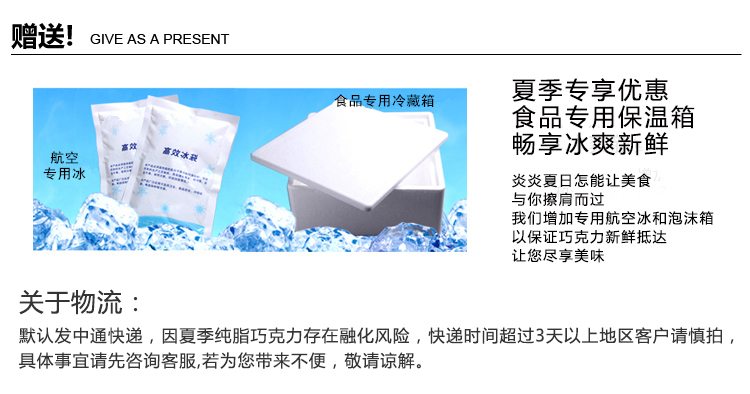 赠送! GIVE AS A PRESENT
食品专用冷藏箱
航空
专用冰
高效冰袋
高效冰袋
夏季专享优惠
食品专用保温箱
畅享冰爽新鲜
炎炎夏日怎能让美食
与你擦肩而过
我们增加专用航空冰和泡沫箱
以保证巧克力新鲜抵达
让您尽享美味
关于物流：
默认发中通快递，因夏季纯脂巧克力存在融化风险，快递时间超过3天以上地区客户请慎拍，
具体事宜请先咨询客服,若为您带来不便，敬请谅解。